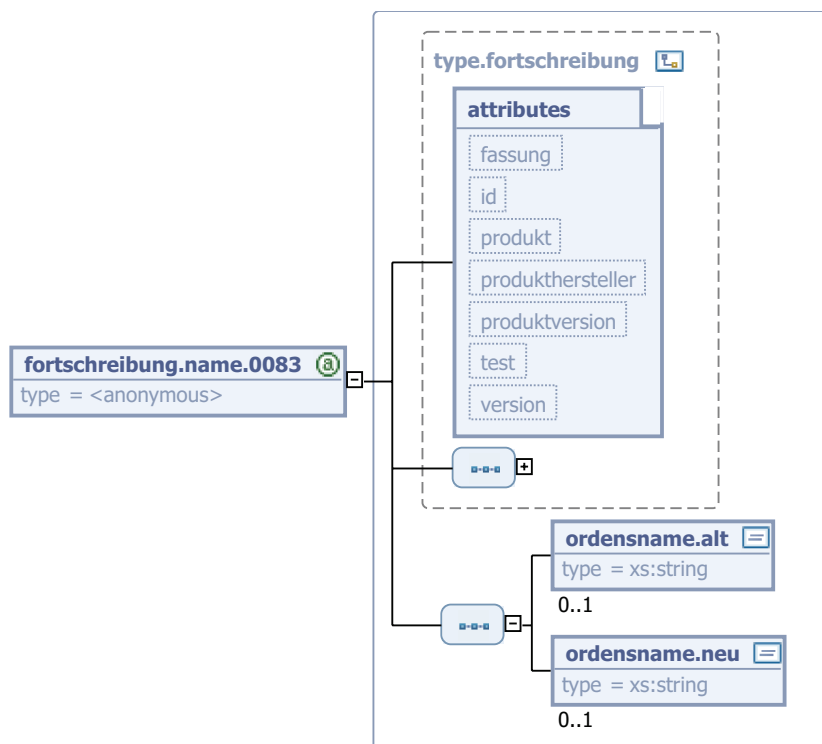 type.fortschreibung
attributes
fassung
id
produkt
produkthersteller
produktversion
test
version
fortschreibung.name.0083 a
type = <anonymous>
ordensname.alt
type = xs:string
0..1
ordensname.neu
type = xs:string
0..1